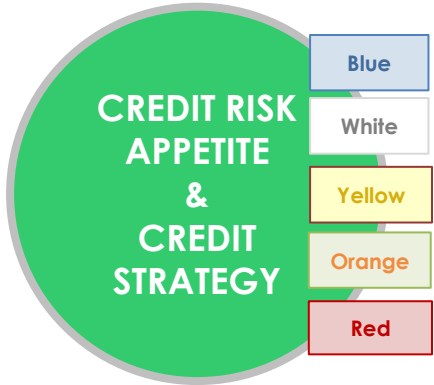 CREDIT RISK
APPETITE
&
CREDIT
STRATEGY
Blue
White
Yellow
Orange
Red